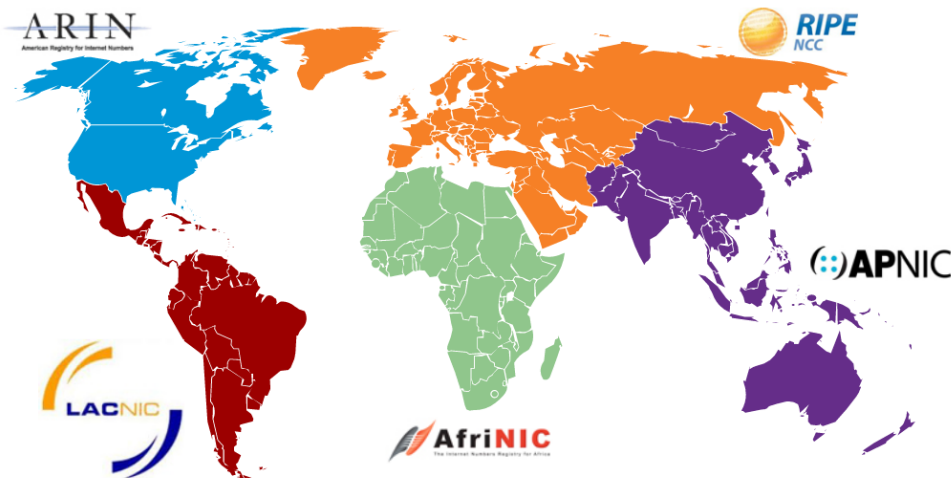 ARIN
American Registry for Internet Numbers
RIPE
NCC
APNIC
LACNIC
AfriNIC
The Internet Numbers Registry for Africa